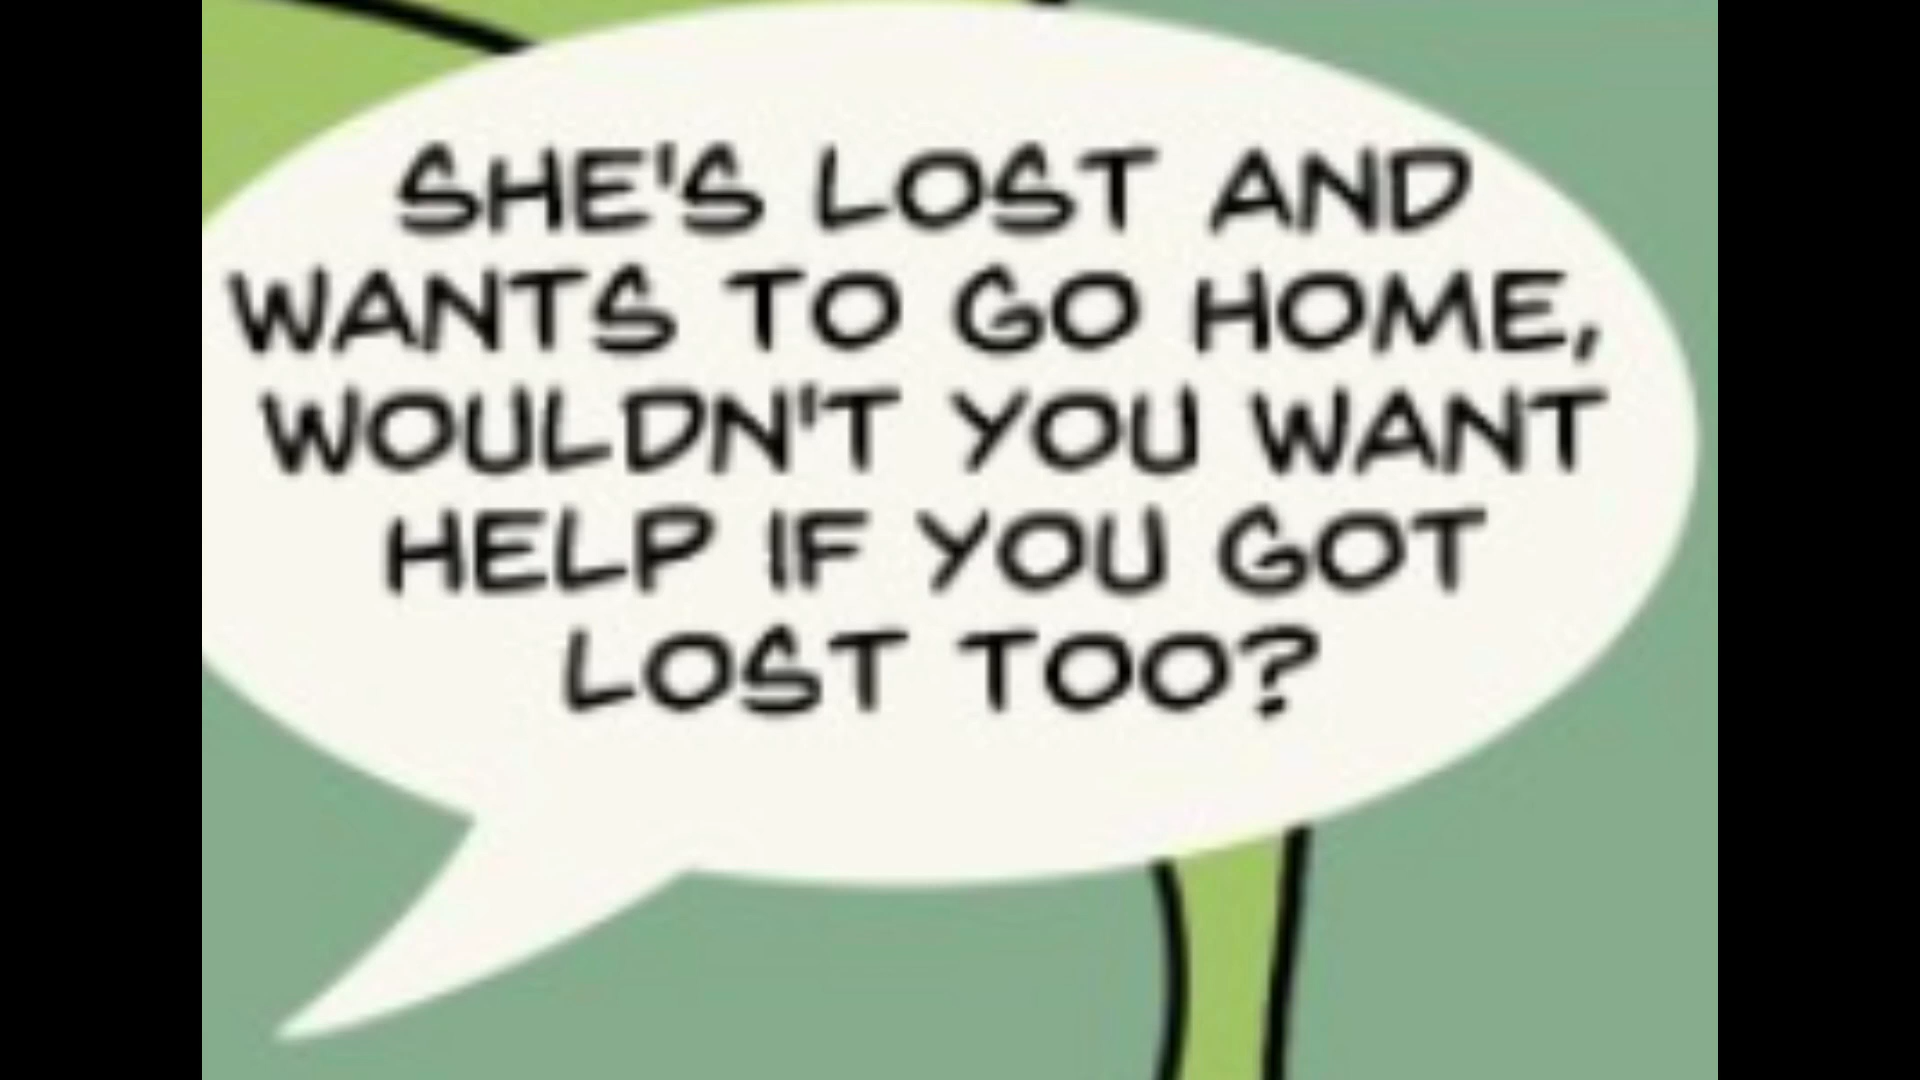 SHE'S LOST AND
WANTS TO GO HOME,
WOULDN'T YOU WANT
HELP IF YOU GOT
LOST TOO?